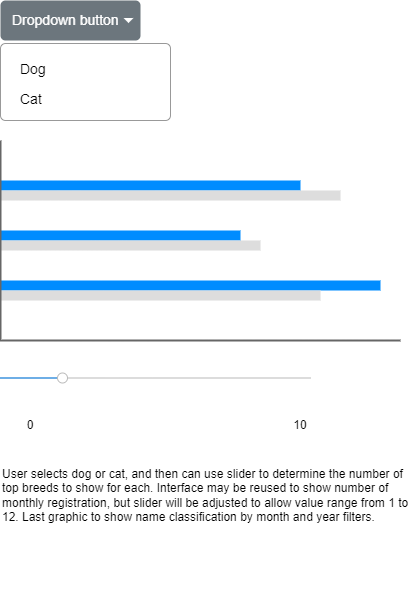 Dropdown button
Dog
Cat
0 10
User selects dog or cat, and then can use slider to determine the number of
top breeds to show for each. Interface may be reused to show number of
monthly registration, but slider will be adjusted to allow value range from 1 to
12. Last graphic to show name classification by month and year filters.